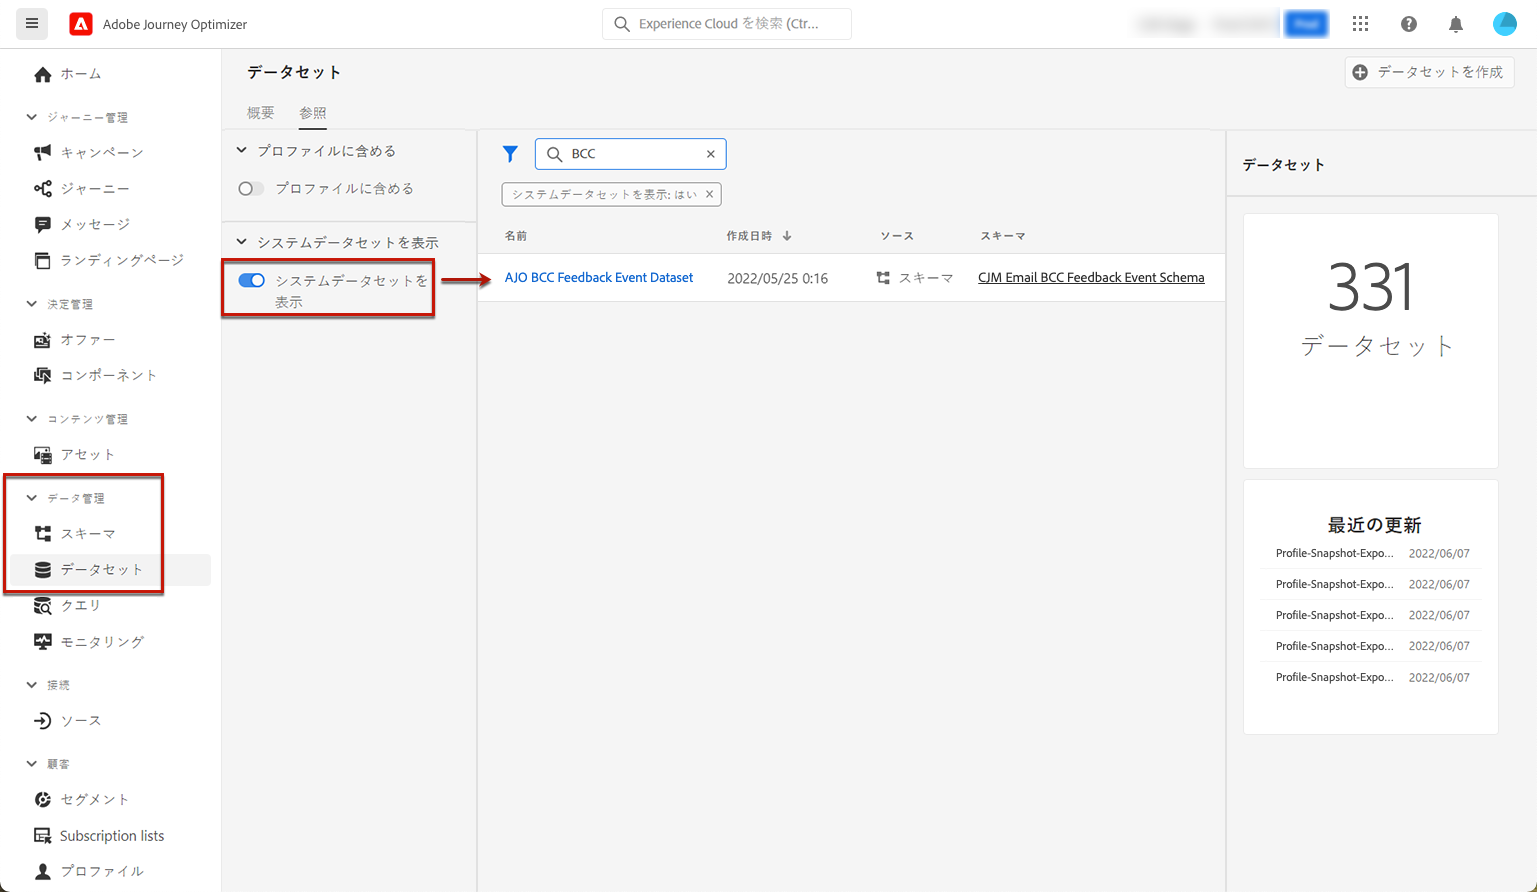 Adobe Journey Optimizer
Experience Cloud を検索 (Ctr...
ホーム
ジャーニー管理
キャンペーン
ジャーニー
メッセージ
ランディングページ
決定管理
オファー
コンポーネント
コンテンツ管理
アセット
データ管理
スキーマ
データセット
クエリ
モニタリング
接続
ソース
顧客
セグメント
Subscription lists
プロファイル
データセット
データセットを作成
概要
参照
プロファイルに含める
プロファイルに含める
システムデータセットを表示
システムデータセットを
表示
BCC
システムデータセットを表示: はい
名前
作成日時
ソース
スキーマ
AJO BCC Feedback Event Dataset
2022/05/25 0:16
スキーマ
CJM Email BCC Feedback Event Schema
データセット
331
データセット
最近の更新
Profile-Snapshot-Expo... 2022/06/07
Profile-Snapshot-Expo... 2022/06/07
Profile-Snapshot-Expo... 2022/06/07
Profile-Snapshot-Expo... 2022/06/07
Profile-Snapshot-Expo... 2022/06/07